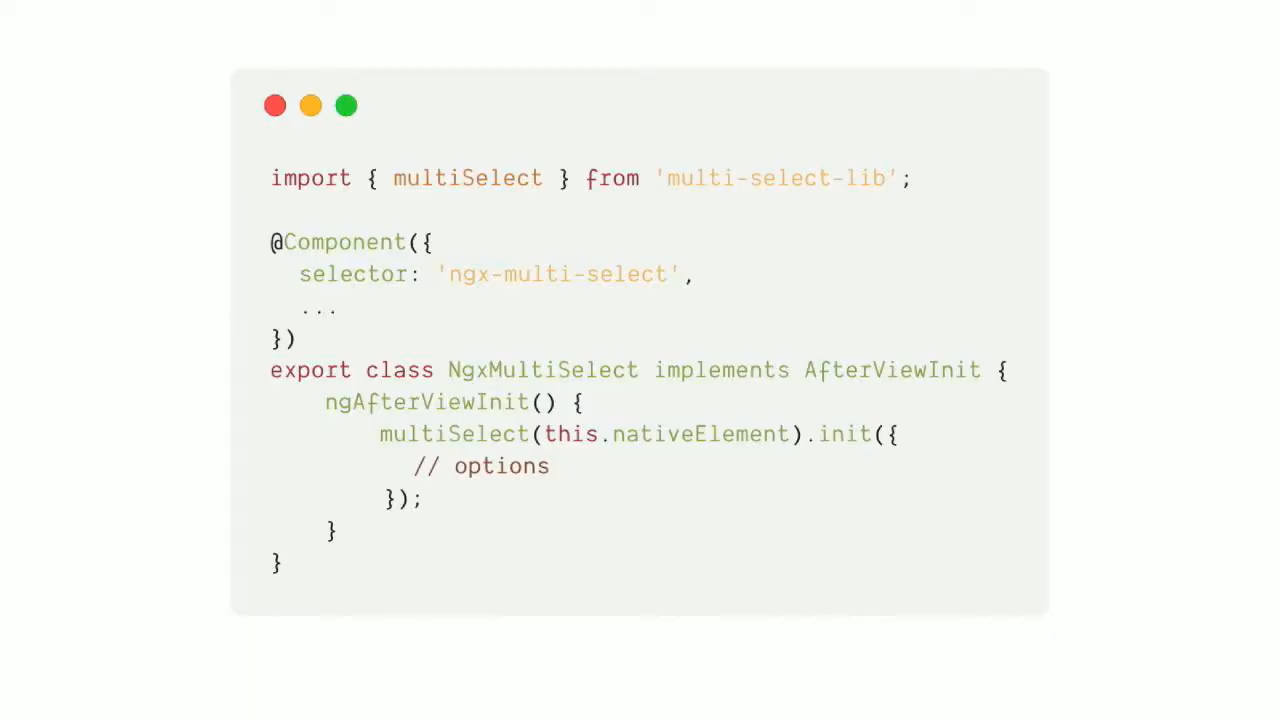 import { multiSelect } from 'multi-select-lib';
@Component({
selector: 'ngx-multi-select',
...
})
export class NgxMultiSelect implements AfterViewInit {
ngAfterViewInit() {
multiSelect(this.nativeElement).init({
// options
});
}
}